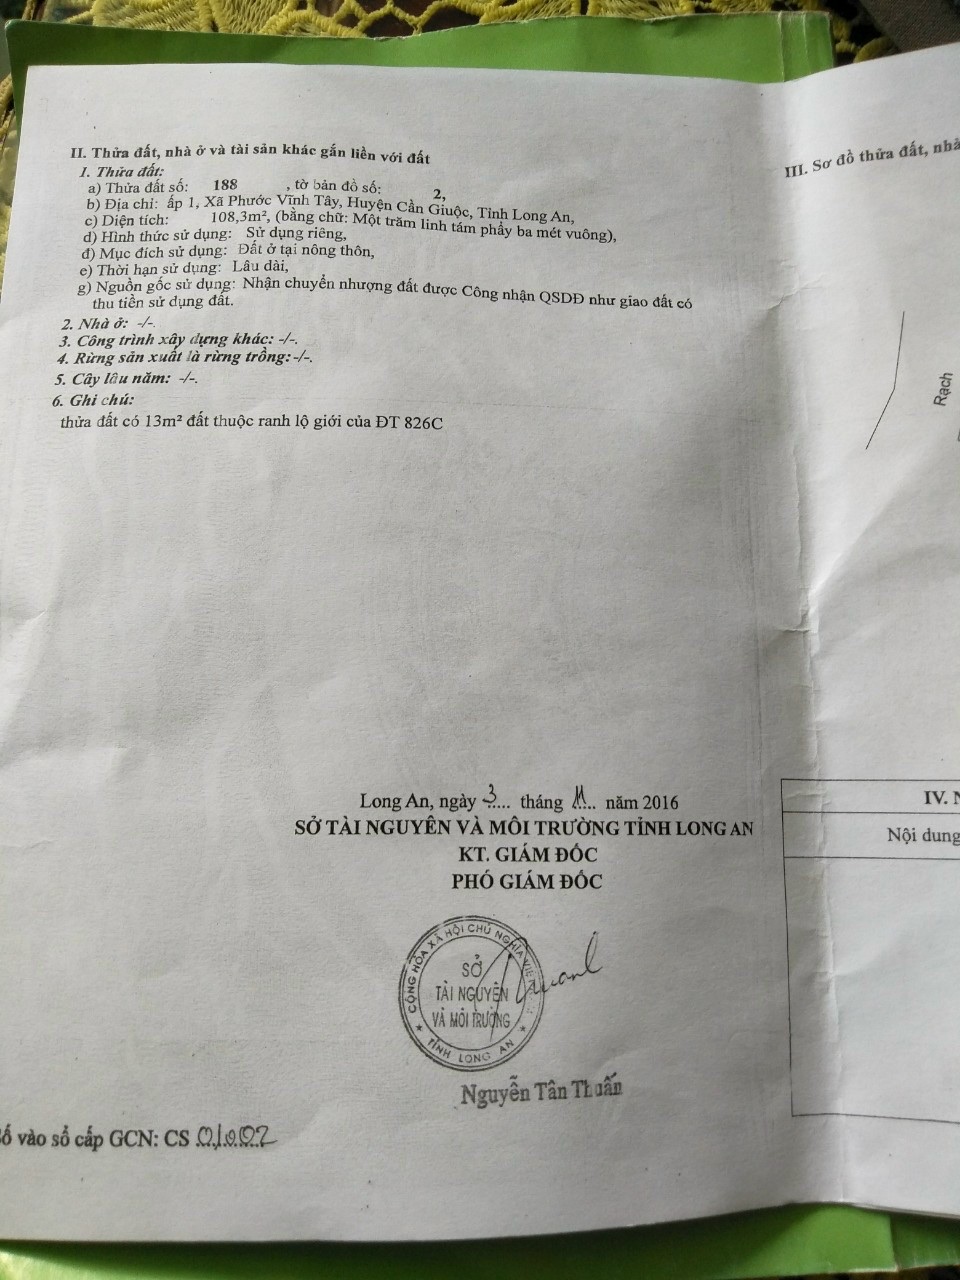 II. Thửa đất, nhà ở và tài sản khác gắn liền với đất
1. Thửa đất:
a) Thửa đất số: 188 , tờ bản đồ số: 2,
b) Địa chỉ: ấp 1, Xã Phước Vĩnh Tây, Huyện Cần Giuộc, Tỉnh Long An,
c) Diện tích: 108,3m², (bằng chữ: Một trăm linh tám phẩy ba mét vuông),
d) Hình thức sử dụng: Sử dụng riêng,
đ) Mục đích sử dụng: Đất ở tại nông thôn,
e) Thời hạn sử dụng: Lâu dài,
g) Nguồn gốc sử dụng: Nhận chuyển nhượng đất được Công nhận QSDĐ như giao đất có
thu tiền sử dụng đất.
2. Nhà ở: -/-.
3. Công trình xây dựng khác: -/-.
4. Rừng sản xuất là rừng trồng: -/-.
5. Cây lâu năm: -/-.
6. Ghi chú:
thửa đất có 13m² đất thuộc ranh lộ giới của ĐT 826C
Long An, ngày 3 tháng 11 năm 2016
SỞ TÀI NGUYÊN VÀ MÔI TRƯỜNG TỈNH LONG AN
KT. GIÁM ĐỐC
PHÓ GIÁM ĐỐC
CỘNG HÒA XÃ HỘI CHỦ NGHĨA VIỆT
SỞ
TÀI NGUYÊN
VÀ MÔI TRƯỜNG
★ TỈNH LONG AN ★
Nguyễn Tân Thuấn
ố vào sổ cấp GCN: CS 01002
III. Sơ đồ thửa đất, nhà
Rạch
IV. N
Nội dung